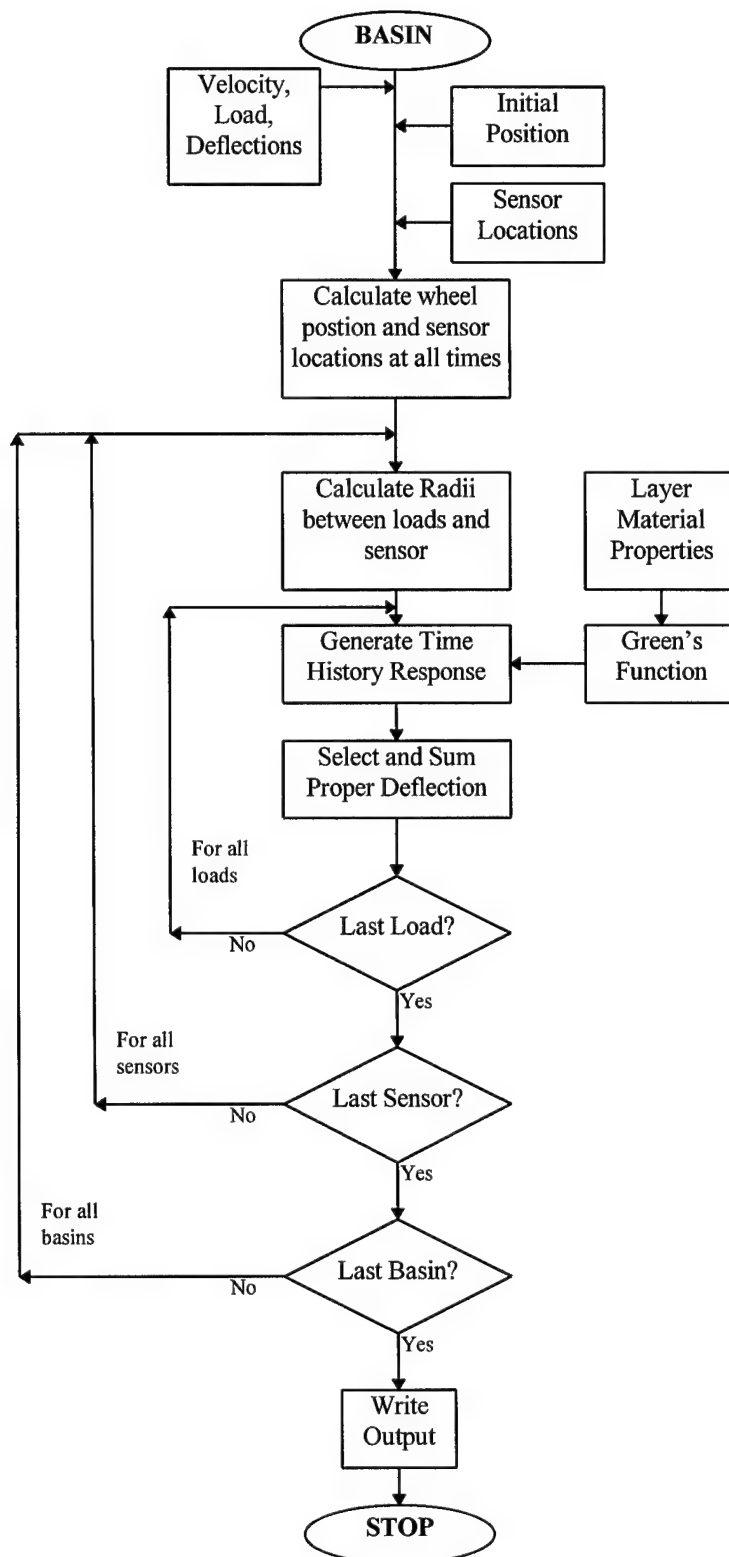 BASIN
Velocity,
Load,
Deflections
Initial
Position
Sensor
Locations
Calculate wheel
postion and sensor
locations at all times
Calculate Radii
between loads and
sensor
Layer
Material
Properties
Generate Time
History Response
Green's
Function
Select and Sum
Proper Deflection
For all
loads
Last Load?
No
Yes
For all
sensors
Last Sensor?
No
Yes
For all
basins
Last Basin?
No
Yes
Write
Output
STOP